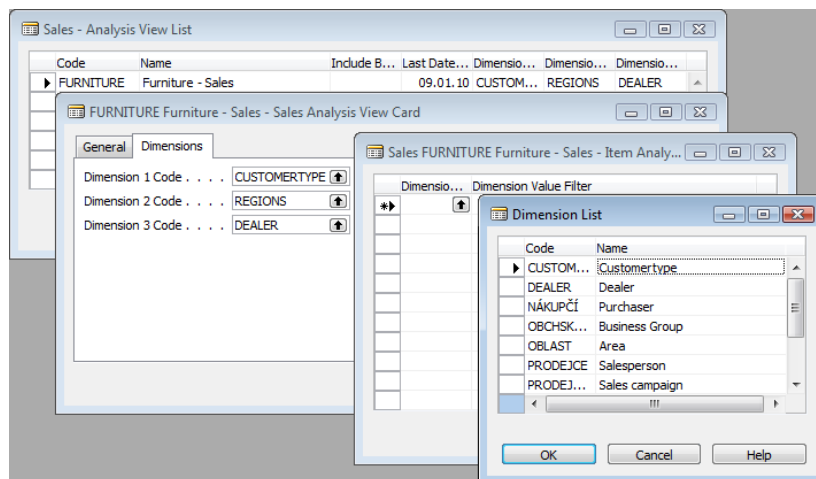 Sales - Analysis View List
Code Name Include B... Last Date... Dimensio... Dimensio... Dimensio...
FURNITURE Furniture - Sales 09.01.10 CUSTOM... REGIONS DEALER
FURNITURE Furniture - Sales - Sales Analysis View Card
General Dimensions
Dimension 1 Code . . . . CUSTOMERTYPE
Dimension 2 Code . . . . REGIONS
Dimension 3 Code . . . . DEALER
Sales FURNITURE Furniture - Sales - Item Analy...
Dimensio... Dimension Value Filter
Dimension List
Code Name
CUSTOM... Customertype
DEALER Dealer
NÁKUPČÍ Purchaser
OBCHSK... Business Group
OBLAST Area
PRODEJCE Salesperson
PRODEJ... Sales campaign
OK Cancel Help